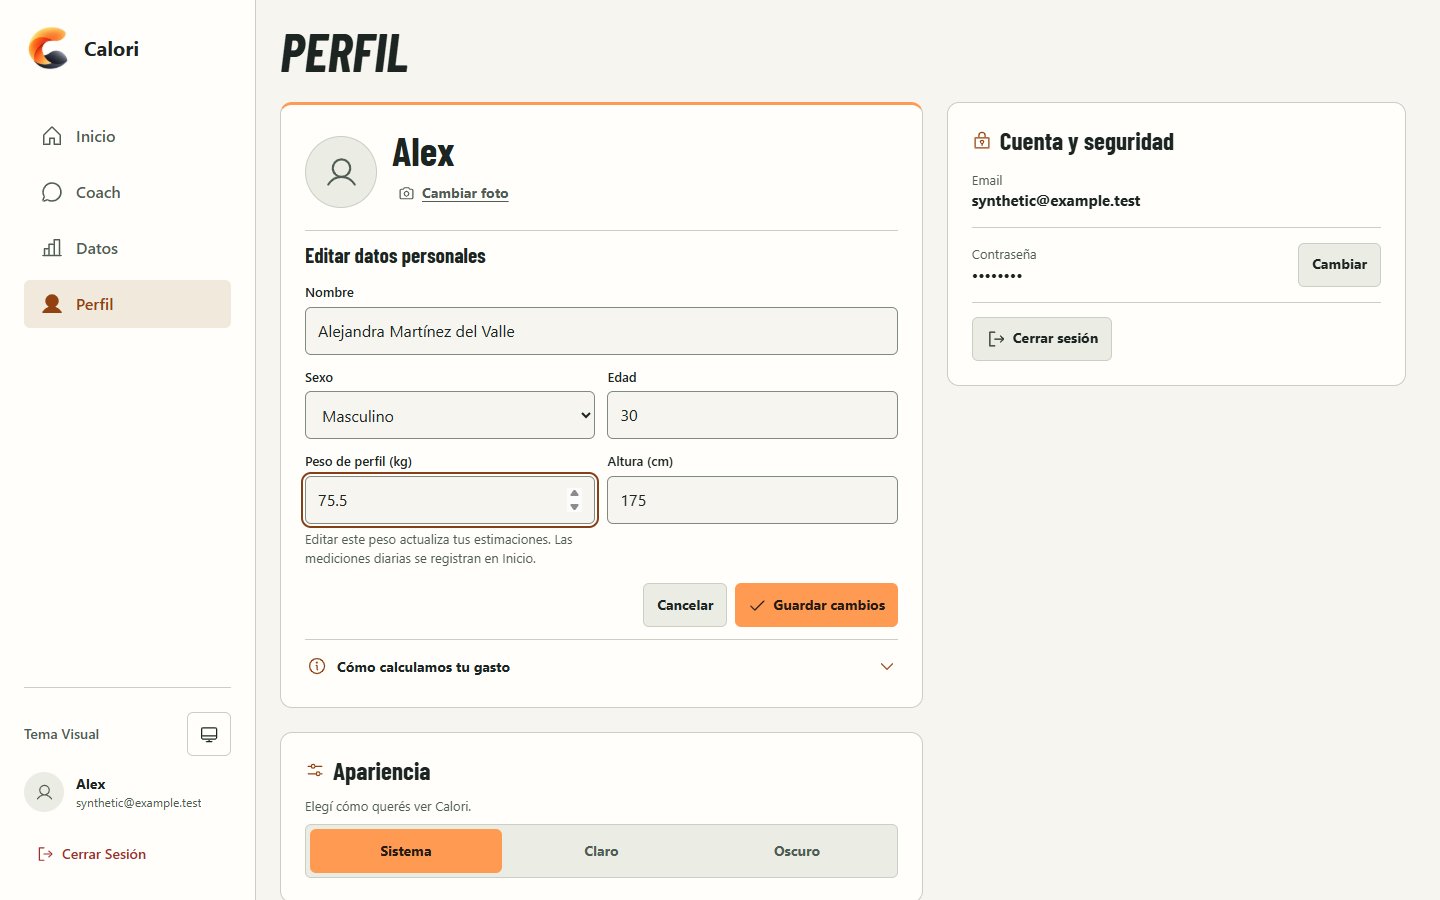 Calori
Inicio
Coach
Datos
Perfil
Tema Visual
Alex
synthetic@example.test
Cerrar Sesión
PERFIL
Alex
Cambiar foto
Editar datos personales
Nombre
Alejandra Martínez del Valle
Sexo
Edad
Masculino
30
Peso de perfil (kg)
Altura (cm)
75.5
175
Editar este peso actualiza tus estimaciones. Las
mediciones diarias se registran en Inicio.
Cancelar
Guardar cambios
Cómo calculamos tu gasto
Apariencia
Elegí cómo querés ver Calori.
Sistema
Claro
Oscuro
Cuenta y seguridad
Email
synthetic@example.test
Contraseña
••••••••
Cambiar
Cerrar sesión